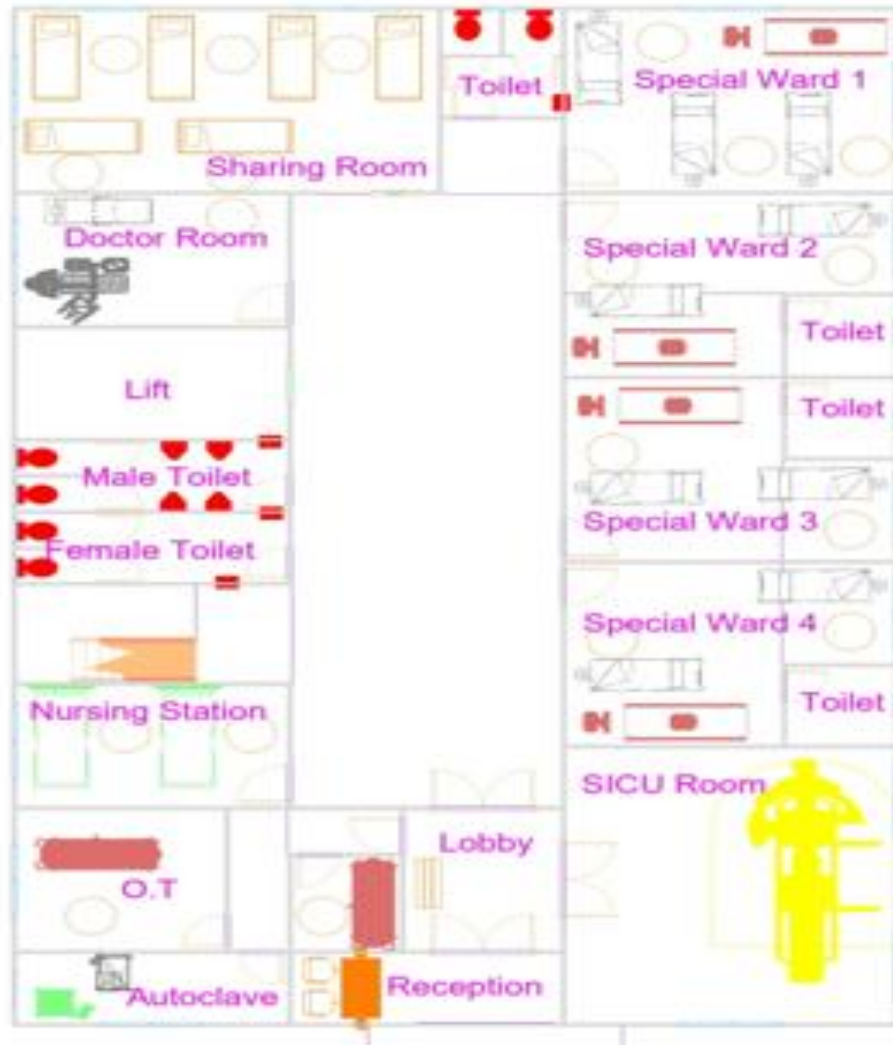 Toilet
Special Ward 1
Sharing Room
Doctor Room
Special Ward 2
Toilet
Lift
Toilet
Male Toilet
Special Ward 3
Female Toilet
Special Ward 4
Nursing Station
Toilet
SICU Room
Lobby
O.T
Autoclave
Reception